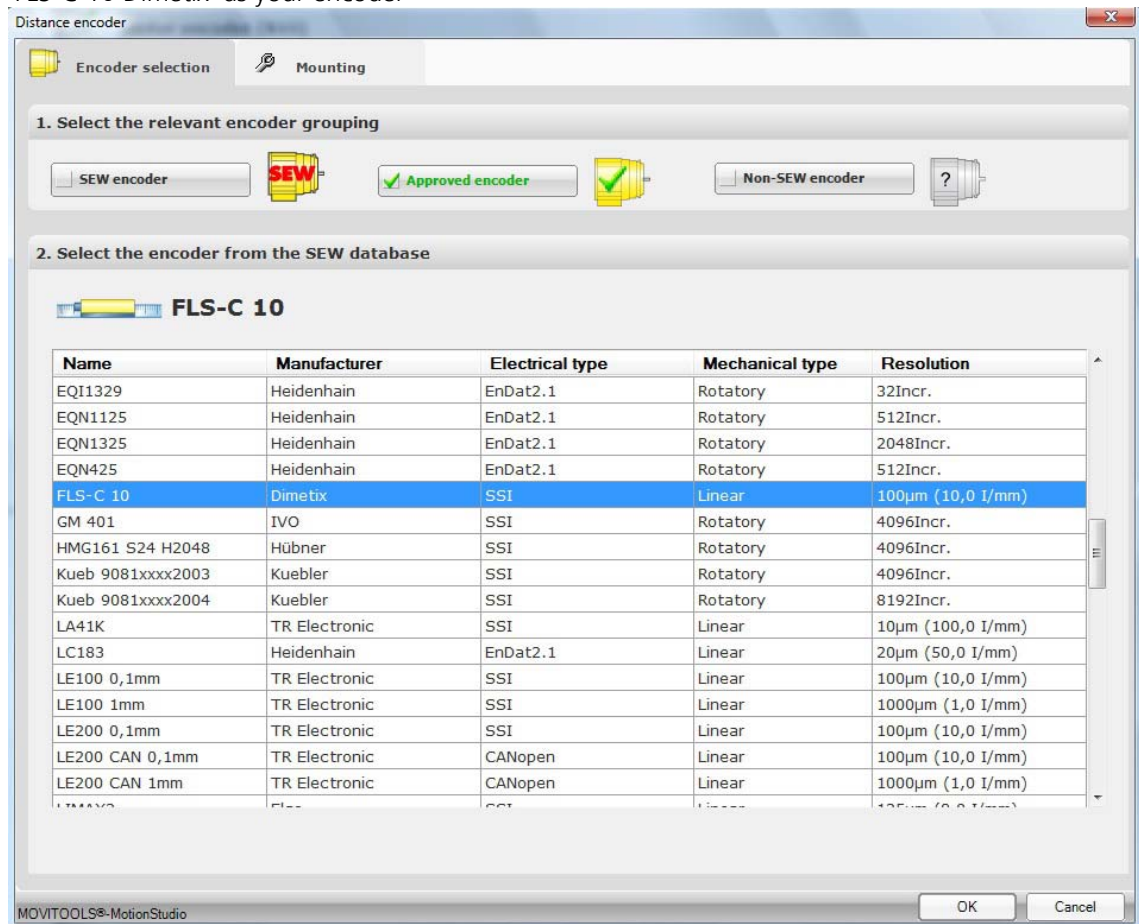 FLS-C 10 Dimetix as your encoder
Distance encoder
Encoder selection Mounting
1. Select the relevant encoder grouping
SEW encoder SEW Approved encoder Non-SEW encoder ?
2. Select the encoder from the SEW database
FLS-C 10
Name Manufacturer Electrical type Mechanical type Resolution
EQI1329 Heidenhain EnDat2.1 Rotatory 32Incr.
EQN1125 Heidenhain EnDat2.1 Rotatory 512Incr.
EQN1325 Heidenhain EnDat2.1 Rotatory 2048Incr.
EQN425 Heidenhain EnDat2.1 Rotatory 512Incr.
FLS-C 10 Dimetix SSI Linear 100µm (10,0 I/mm)
GM 401 IVO SSI Rotatory 4096Incr.
HMG161 S24 H2048 Hübner SSI Rotatory 4096Incr.
Kueb 9081xxxx2003 Kuebler SSI Rotatory 4096Incr.
Kueb 9081xxxx2004 Kuebler SSI Rotatory 8192Incr.
LA41K TR Electronic SSI Linear 10µm (100,0 I/mm)
LC183 Heidenhain EnDat2.1 Linear 20µm (50,0 I/mm)
LE100 0,1mm TR Electronic SSI Linear 100µm (10,0 I/mm)
LE100 1mm TR Electronic SSI Linear 1000µm (1,0 I/mm)
LE200 0,1mm TR Electronic SSI Linear 100µm (10,0 I/mm)
LE200 CAN 0,1mm TR Electronic CANopen Linear 100µm (10,0 I/mm)
LE200 CAN 1mm TR Electronic CANopen Linear 1000µm (1,0 I/mm)
MOVITOOLS®-MotionStudio OK Cancel